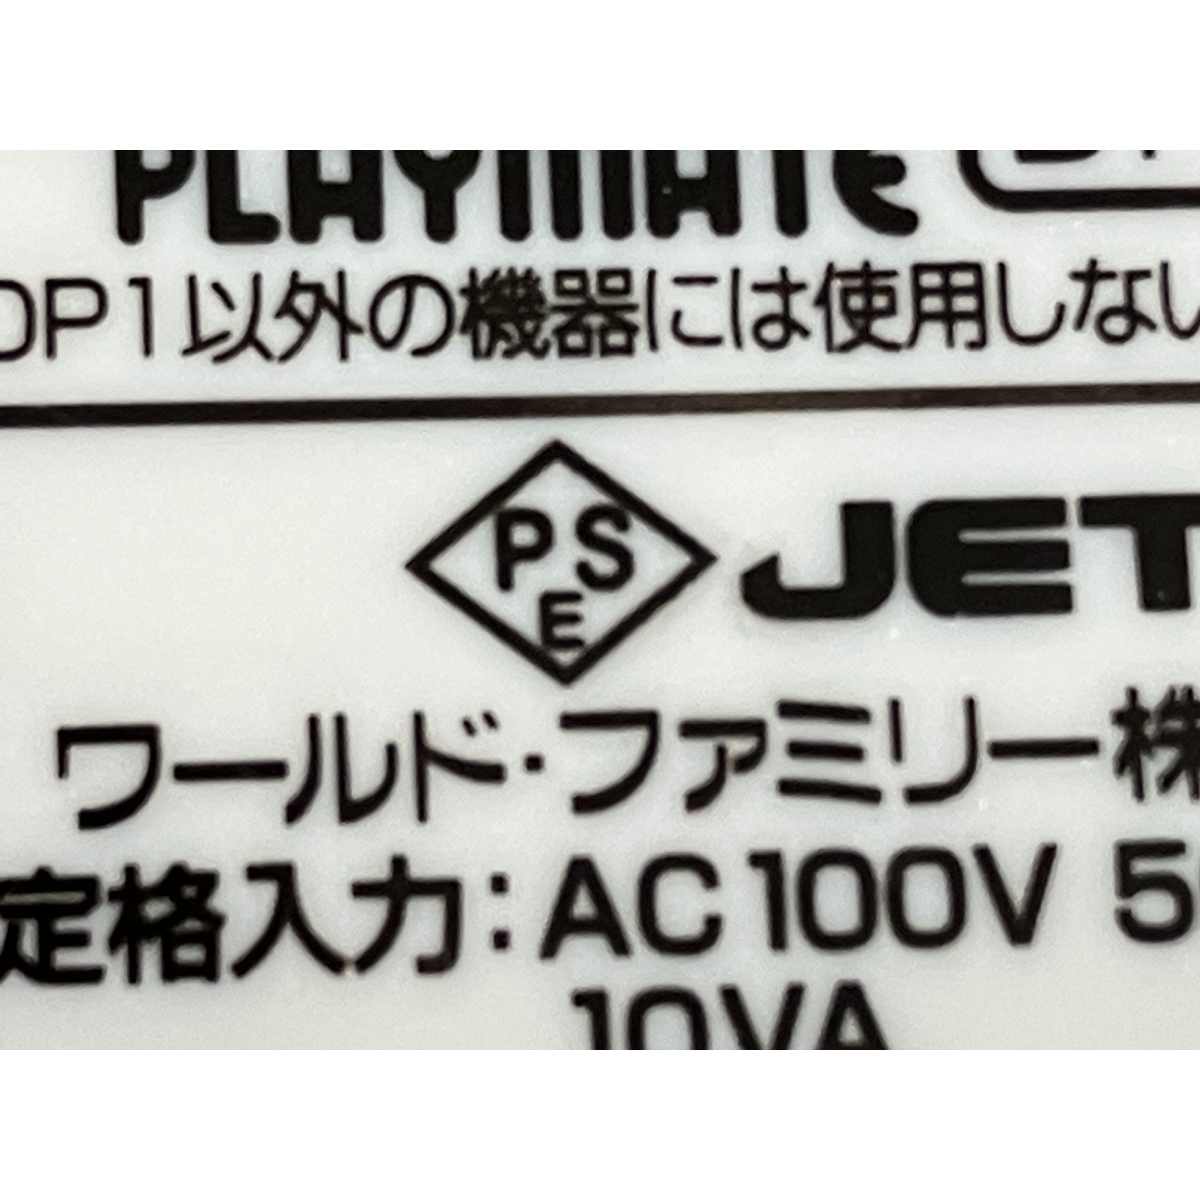 PLAYMATE
DP1以外の機器には使用しない
PSE JET
ワールド・ファミリー株
定格入力:AC100V 5
10VA